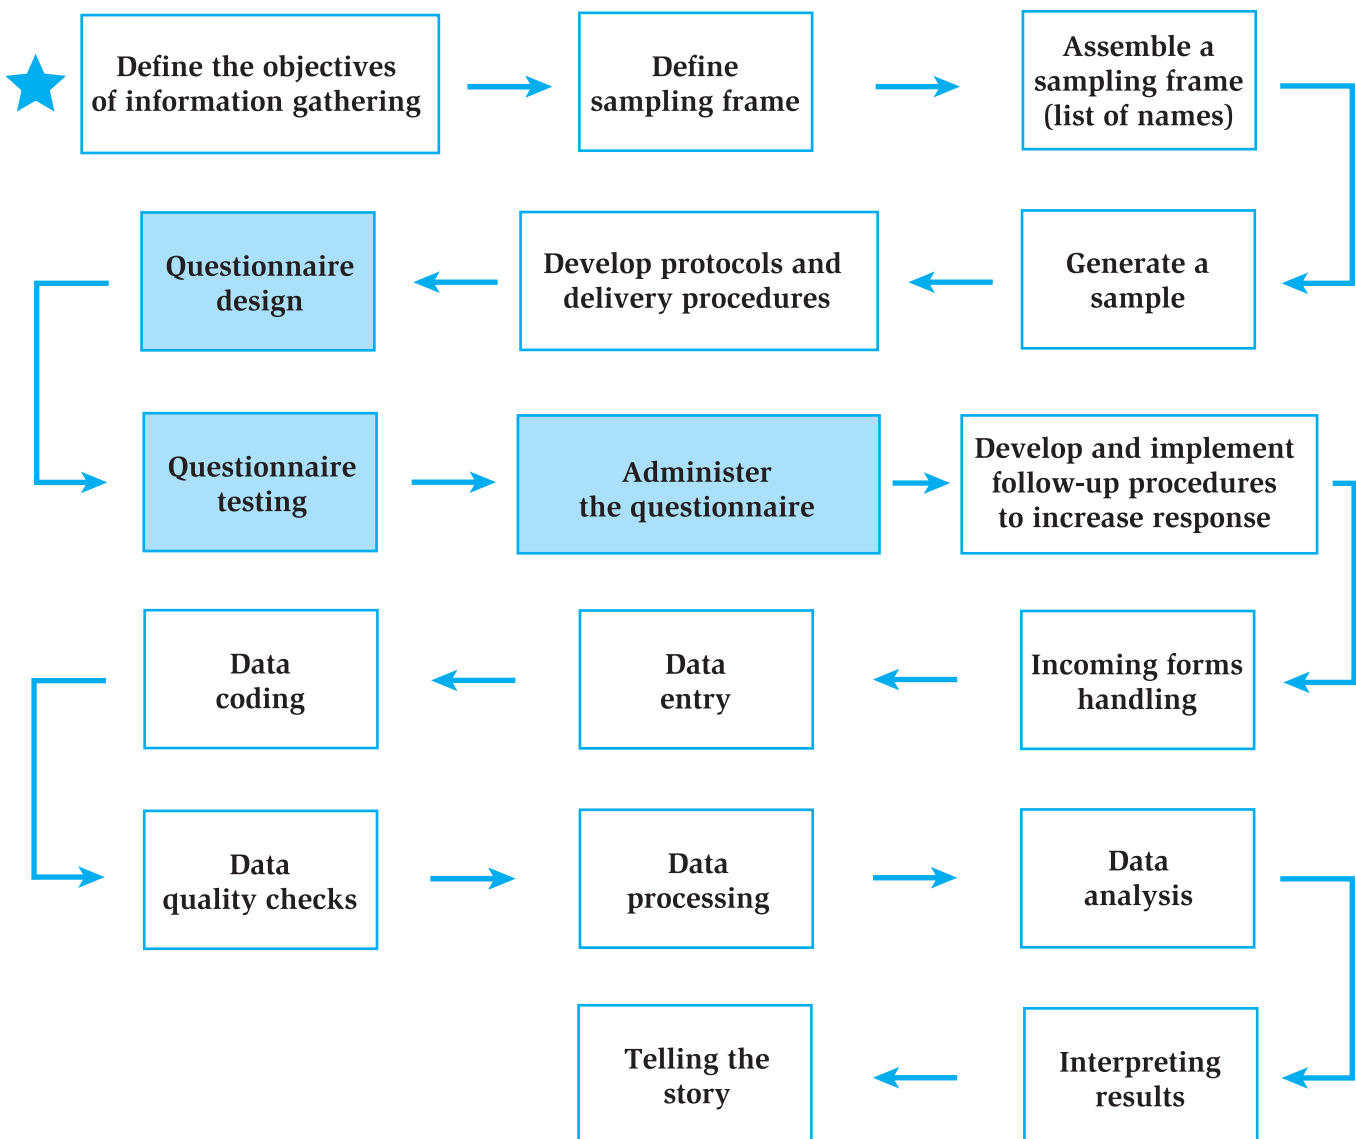 Define the objectives
of information gathering
Define
sampling frame
Assemble a
sampling frame
(list of names)
Generate a
sample
Develop protocols and
delivery procedures
Questionnaire
design
Questionnaire
testing
Administer
the questionnaire
Develop and implement
follow-up procedures
to increase response
Incoming forms
handling
Data
entry
Data
coding
Data
quality checks
Data
processing
Data
analysis
Interpreting
results
Telling the
story